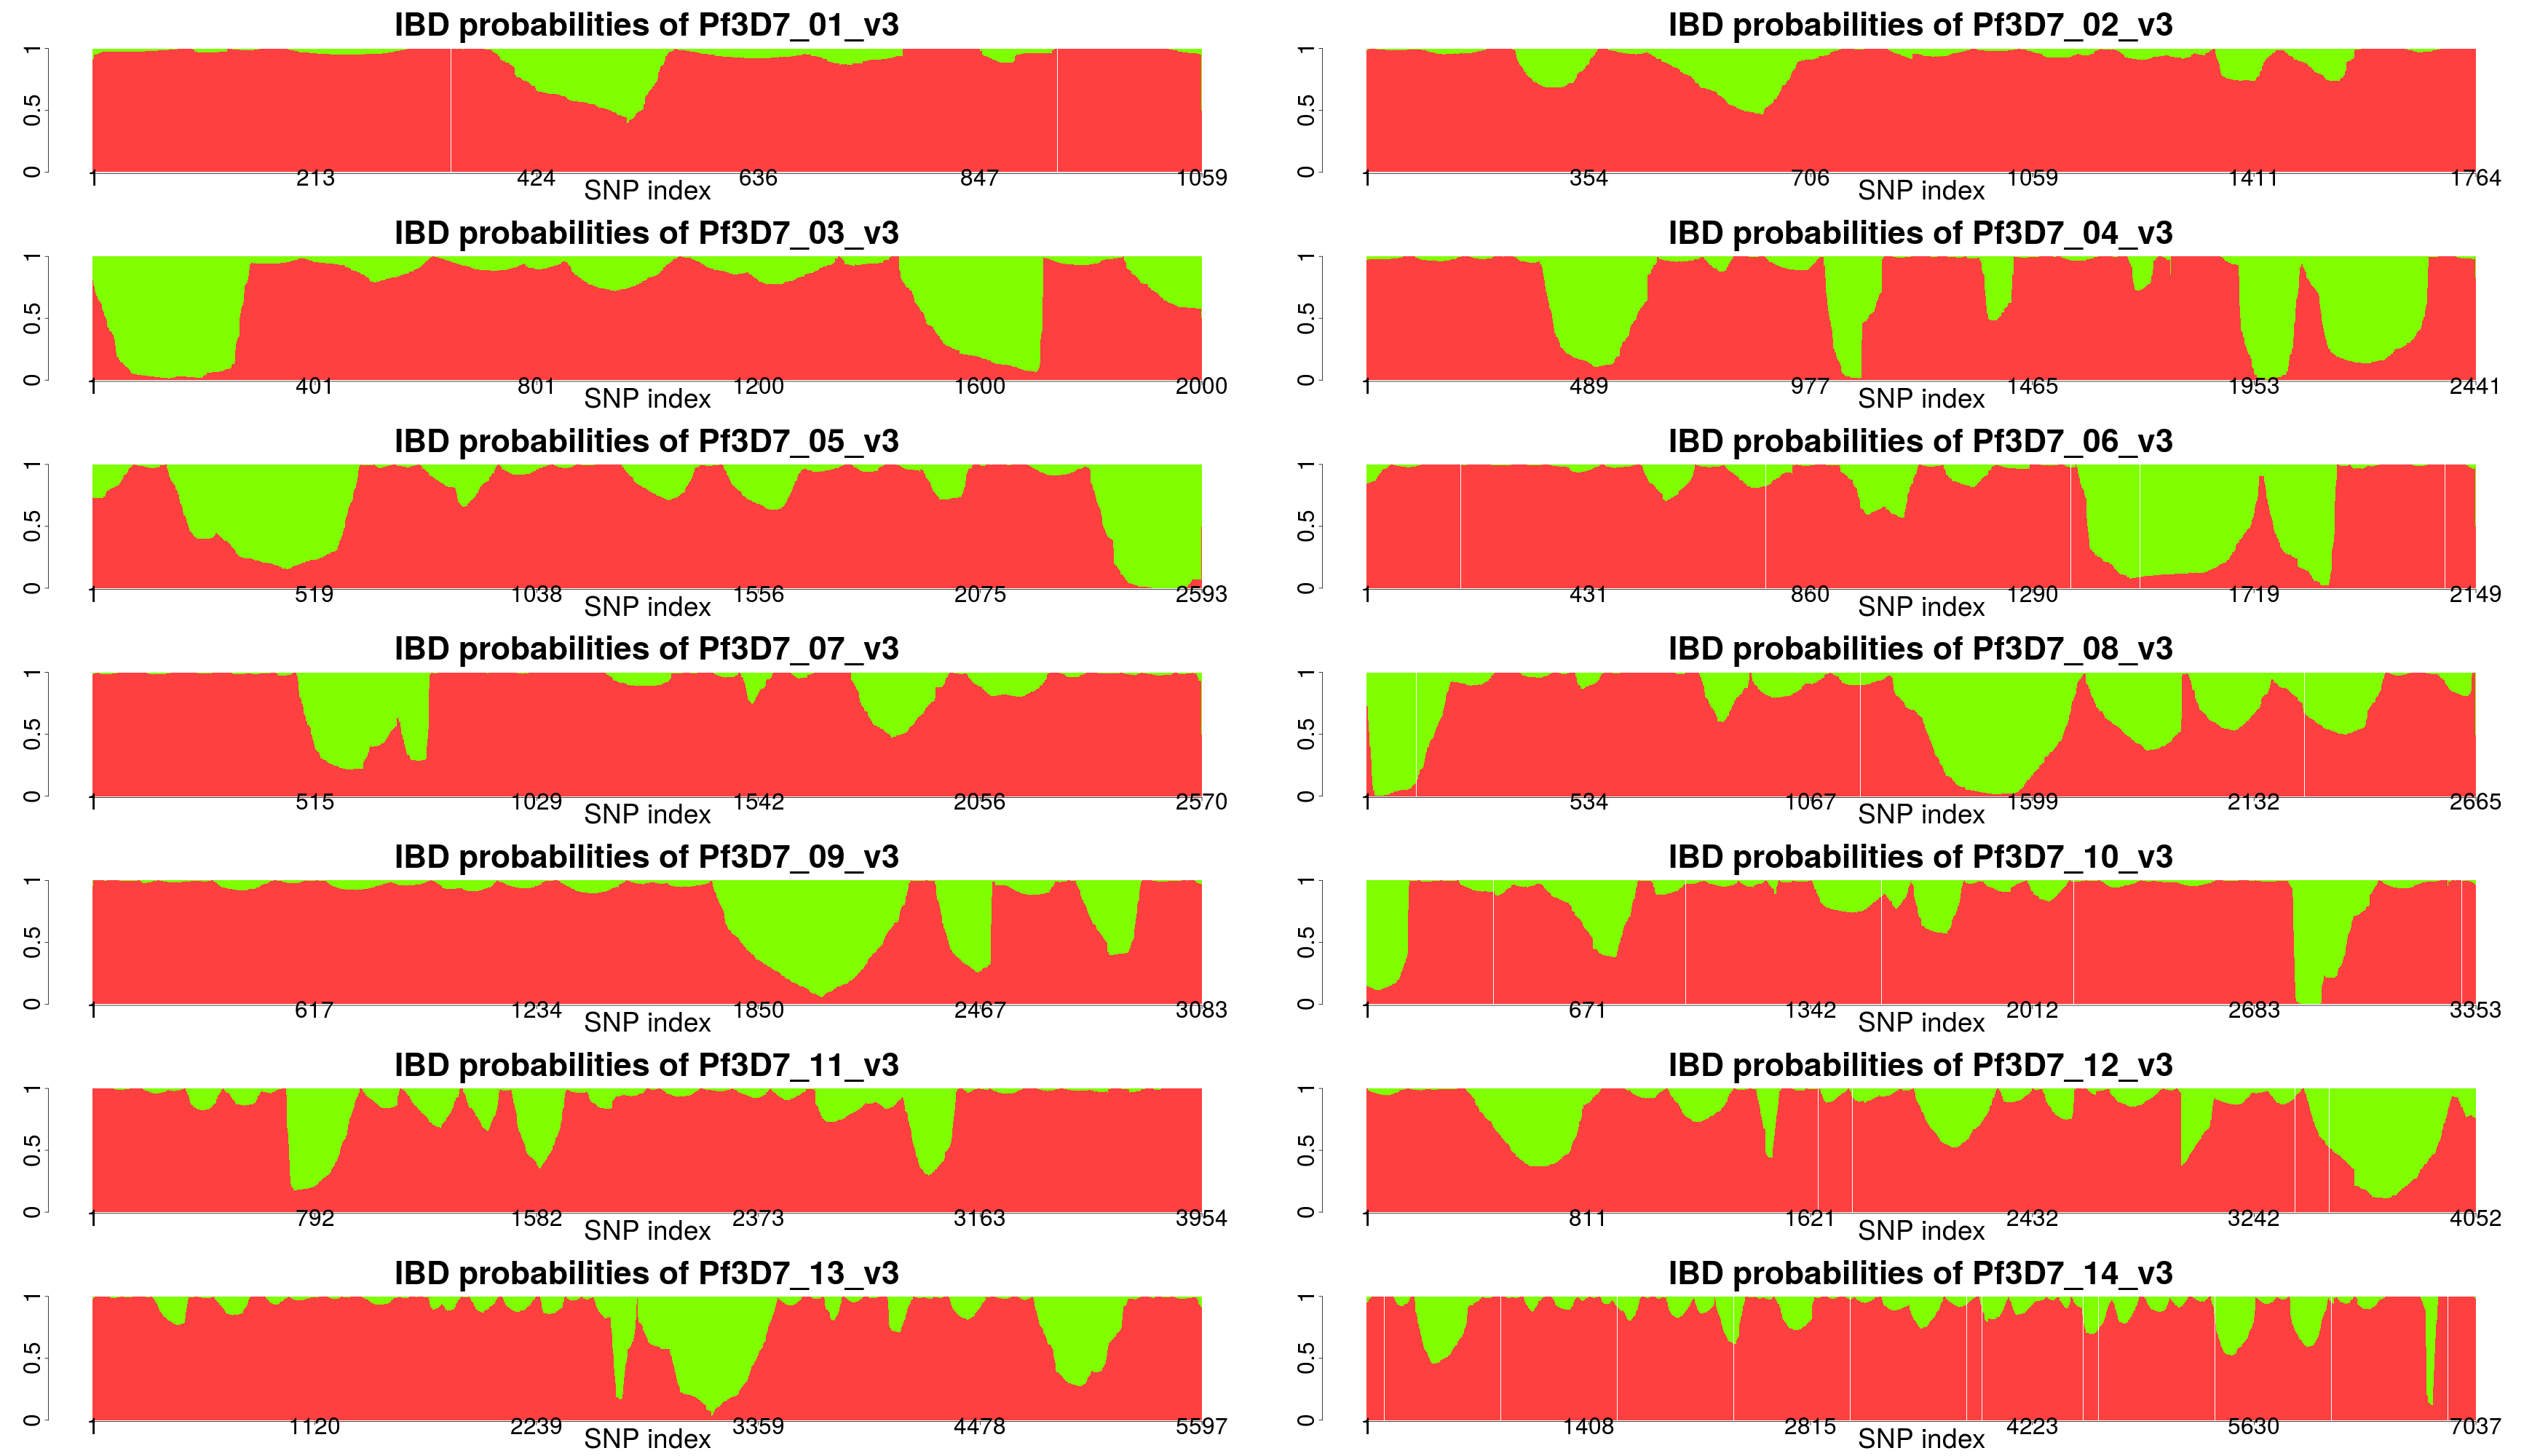 IBD probabilities of Pf3D7_01_v3
0 0.5 1
1 213 424 636 847 1059
SNP index
IBD probabilities of Pf3D7_02_v3
0 0.5 1
1 354 706 1059 1411 1764
SNP index
IBD probabilities of Pf3D7_03_v3
0 0.5 1
1 401 801 1200 1600 2000
SNP index
IBD probabilities of Pf3D7_04_v3
0 0.5 1
1 489 977 1465 1953 2441
SNP index
IBD probabilities of Pf3D7_05_v3
0 0.5 1
1 519 1038 1556 2075 2593
SNP index
IBD probabilities of Pf3D7_06_v3
0 0.5 1
1 431 860 1290 1719 2149
SNP index
IBD probabilities of Pf3D7_07_v3
0 0.5 1
1 515 1029 1542 2056 2570
SNP index
IBD probabilities of Pf3D7_08_v3
0 0.5 1
1 534 1067 1599 2132 2665
SNP index
IBD probabilities of Pf3D7_09_v3
0 0.5 1
1 617 1234 1850 2467 3083
SNP index
IBD probabilities of Pf3D7_10_v3
0 0.5 1
1 671 1342 2012 2683 3353
SNP index
IBD probabilities of Pf3D7_11_v3
0 0.5 1
1 792 1582 2373 3163 3954
SNP index
IBD probabilities of Pf3D7_12_v3
0 0.5 1
1 811 1621 2432 3242 4052
SNP index
IBD probabilities of Pf3D7_13_v3
0 0.5 1
1 1120 2239 3359 4478 5597
SNP index
IBD probabilities of Pf3D7_14_v3
0 0.5 1
1 1408 2815 4223 5630 7037
SNP index